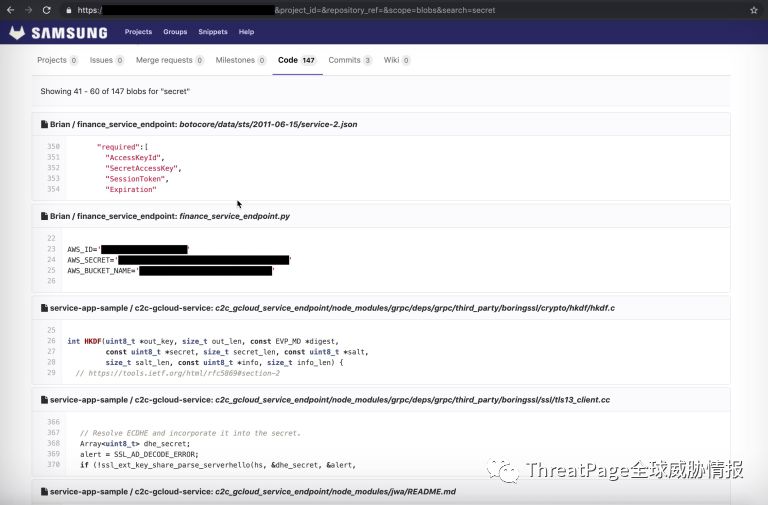 https:/ &project_id=&repository_ref=&scope=blobs&search=secret
SAMSUNG Projects Groups Snippets Help
Projects 0 Issues 0 Merge requests 0 Milestones 0 Code 147 Commits 3 Wiki 0
Showing 41 - 60 of 147 blobs for "secret"
Brian / finance_service_endpoint: botocore/data/sts/2011-06-15/service-2.json
350 "required":[
351 "AccessKeyId",
352 "SecretAccessKey",
353 "SessionToken",
354 "Expiration"
Brian / finance_service_endpoint: finance_service_endpoint.py
22
23 AWS_ID=' '
24 AWS_SECRET=' '
25 AWS_BUCKET_NAME=' '
26
service-app-sample / c2c-gcloud-service: c2c_gcloud_service_endpoint/node_modules/grpc/deps/grpc/third_party/boringssl/crypto/hkdf/hkdf.c
25
26 int HKDF(uint8_t *out_key, size_t out_len, const EVP_MD *digest,
27 const uint8_t *secret, size_t secret_len, const uint8_t *salt,
28 size_t salt_len, const uint8_t *info, size_t info_len) {
29 // https://tools.ietf.org/html/rfc5869#section-2
service-app-sample / c2c-gcloud-service: c2c_gcloud_service_endpoint/node_modules/grpc/deps/grpc/third_party/boringssl/ssl/tls13_client.cc
366
367 // Resolve ECDHE and incorporate it into the secret.
368 Array<uint8_t> dhe_secret;
369 alert = SSL_AD_DECODE_ERROR;
370 if (!ssl_ext_key_share_parse_serverhello(hs, &dhe_secret, &alert,
ThreatPage全球威胁情报
service-app-sample / c2c-gcloud-service: c2c_gcloud_service_endpoint/node_modules/jwa/README.md